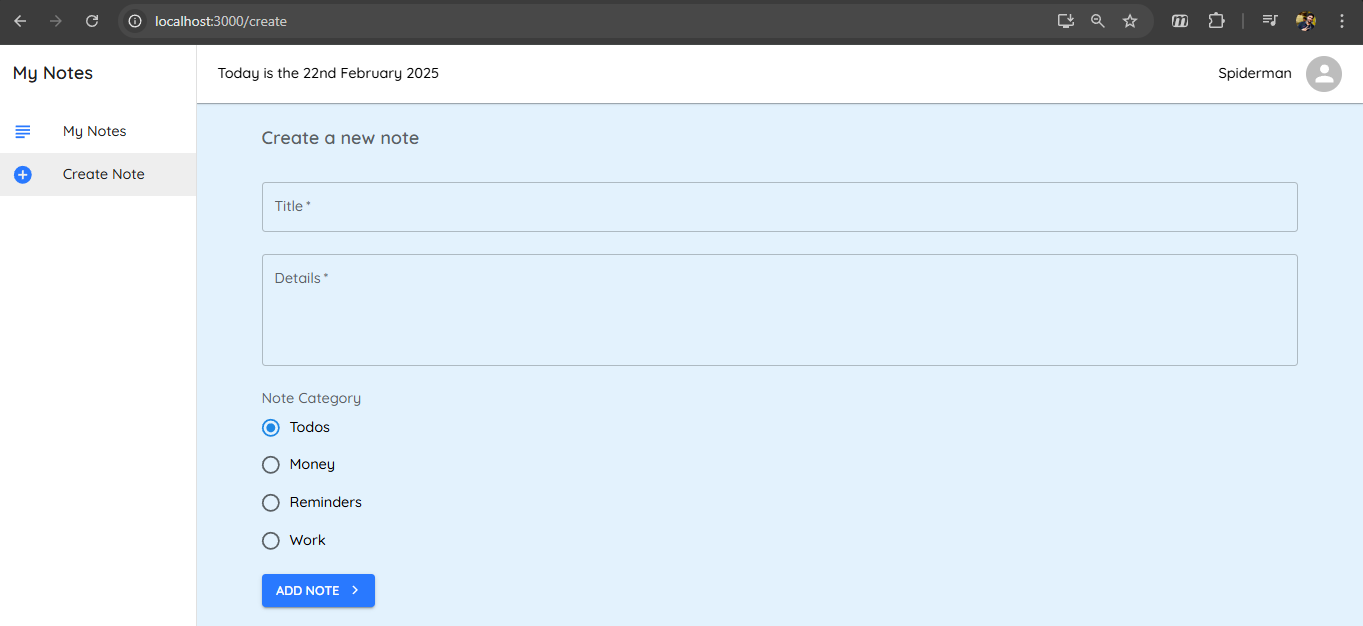 localhost:3000/create
My Notes
Today is the 22nd February 2025
Spiderman
My Notes
Create Note
Create a new note
Title *
Details *
Note Category
Todos
Money
Reminders
Work
ADD NOTE